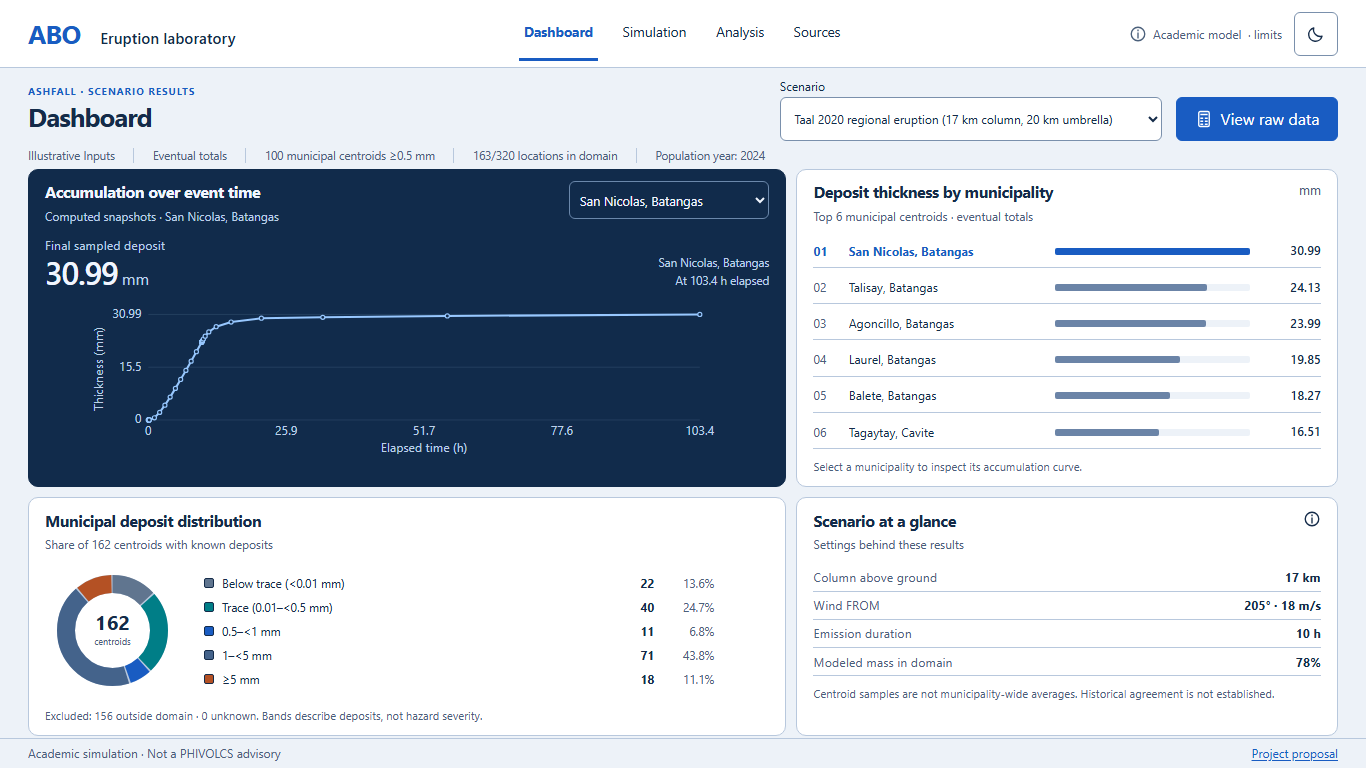 ABO
Eruption laboratory
Dashboard
Simulation
Analysis
Sources
Academic model · limits
ASHFALL · SCENARIO RESULTS
Dashboard
Scenario
Taal 2020 regional eruption (17 km column, 20 km umbrella)
View raw data
Illustrative Inputs
Eventual totals
100 municipal centroids ≥0.5 mm
163/320 locations in domain
Population year: 2024
Accumulation over event time
Computed snapshots · San Nicolas, Batangas
San Nicolas, Batangas
Final sampled deposit
30.99 mm
San Nicolas, Batangas
At 103.4 h elapsed
Thickness (mm)
30.99
15.5
0
0
25.9
51.7
77.6
103.4
Elapsed time (h)
Deposit thickness by municipality
mm
Top 6 municipal centroids · eventual totals
01 San Nicolas, Batangas 30.99
02 Talisay, Batangas 24.13
03 Agoncillo, Batangas 23.99
04 Laurel, Batangas 19.85
05 Balete, Batangas 18.27
06 Tagaytay, Cavite 16.51
Select a municipality to inspect its accumulation curve.
Municipal deposit distribution
Share of 162 centroids with known deposits
162
centroids
Below trace (<0.01 mm) 22 13.6%
Trace (0.01–<0.5 mm) 40 24.7%
0.5–<1 mm 11 6.8%
1–<5 mm 71 43.8%
≥5 mm 18 11.1%
Excluded: 156 outside domain · 0 unknown. Bands describe deposits, not hazard severity.
Scenario at a glance
Settings behind these results
Column above ground 17 km
Wind FROM 205° · 18 m/s
Emission duration 10 h
Modeled mass in domain 78%
Centroid samples are not municipality-wide averages. Historical agreement is not established.
Academic simulation · Not a PHIVOLCS advisory
Project proposal